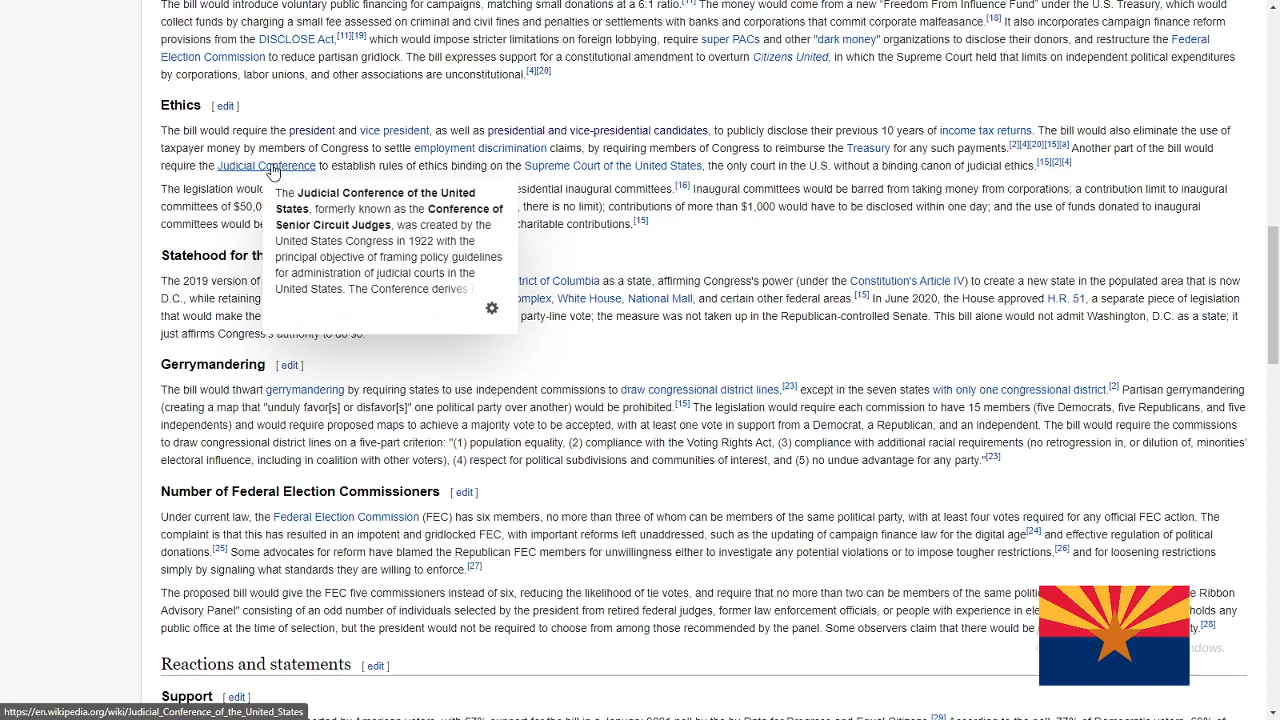 The bill would introduce voluntary public financing for campaigns, matching small donations at a 6:1 ratio.[11] The money would come from a new "Freedom From Influence Fund" under the U.S. Treasury, which would
collect funds by charging a small fee assessed on criminal and civil fines and penalties or settlements with banks and corporations that commit corporate malfeasance.[18] It also incorporates campaign finance reform
provisions from the DISCLOSE Act,[11][19] which would impose stricter limitations on foreign lobbying, require super PACs and other "dark money" organizations to disclose their donors, and restructure the Federal
Election Commission to reduce partisan gridlock. The bill expresses support for a constitutional amendment to overturn Citizens United, in which the Supreme Court held that limits on independent political expenditures
by corporations, labor unions, and other associations are unconstitutional.[4][20]
Ethics [ edit ]
The bill would require the president and vice president, as well as presidential and vice-presidential candidates, to publicly disclose their previous 10 years of income tax returns. The bill would also eliminate the use of
taxpayer money by members of Congress to settle employment discrimination claims, by requiring members of Congress to reimburse the Treasury for any such payments.[2][4][20][15][a] Another part of the bill would
require the Judicial Conference to establish rules of ethics binding on the Supreme Court of the United States, the only court in the U.S. without a binding canon of judicial ethics.[15][2][4]
The legislation would sidential inaugural committees.[16] Inaugural committees would be barred from taking money from corporations; a contribution limit to inaugural
committees of $50,0 , there is no limit); contributions of more than $1,000 would have to be disclosed within one day; and the use of funds donated to inaugural
committees would be charitable contributions.[15]
The Judicial Conference of the United
States, formerly known as the Conference of
Senior Circuit Judges, was created by the
United States Congress in 1922 with the
principal objective of framing policy guidelines
for administration of judicial courts in the
United States. The Conference derives
Statehood for th
The 2019 version of trict of Columbia as a state, affirming Congress's power (under the Constitution's Article IV) to create a new state in the populated area that is now
D.C., while retaining omplex, White House, National Mall, and certain other federal areas.[15] In June 2020, the House approved H.R. 51, a separate piece of legislation
that would make the party-line vote; the measure was not taken up in the Republican-controlled Senate. This bill alone would not admit Washington, D.C. as a state; it
just affirms Congress's authority to do so.
Gerrymandering [ edit ]
The bill would thwart gerrymandering by requiring states to use independent commissions to draw congressional district lines,[23] except in the seven states with only one congressional district.[2] Partisan gerrymandering
(creating a map that "unduly favor[s] or disfavor[s]" one political party over another) would be prohibited.[15] The legislation would require each commission to have 15 members (five Democrats, five Republicans, and five
independents) and would require proposed maps to achieve a majority vote to be accepted, with at least one vote in support from a Democrat, a Republican, and an independent. The bill would require the commissions
to draw congressional district lines on a five-part criterion: "(1) population equality, (2) compliance with the Voting Rights Act, (3) compliance with additional racial requirements (no retrogression in, or dilution of, minorities'
electoral influence, including in coalition with other voters), (4) respect for political subdivisions and communities of interest, and (5) no undue advantage for any party."[23]
Number of Federal Election Commissioners [ edit ]
Under current law, the Federal Election Commission (FEC) has six members, no more than three of whom can be members of the same political party, with at least four votes required for any official FEC action. The
complaint is that this has resulted in an impotent and gridlocked FEC, with important reforms left unaddressed, such as the updating of campaign finance law for the digital age[24] and effective regulation of political
donations.[25] Some advocates for reform have blamed the Republican FEC members for unwillingness either to investigate any potential violations or to impose tougher restrictions,[26] and for loosening restrictions
simply by signaling what standards they are willing to enforce.[27]
The proposed bill would give the FEC five commissioners instead of six, reducing the likelihood of tie votes, and require that no more than two can be members of the same politi e Ribbon
Advisory Panel" consisting of an odd number of individuals selected by the president from retired federal judges, former law enforcement officials, or people with experience in ele holds any
public office at the time of selection, but the president would not be required to choose from among those recommended by the panel. Some observers claim that there would be ty.[28]
ndows.
Reactions and statements [ edit ]
Support [ edit ]
https://en.wikipedia.org/wiki/Judicial_Conference_of_the_United_States